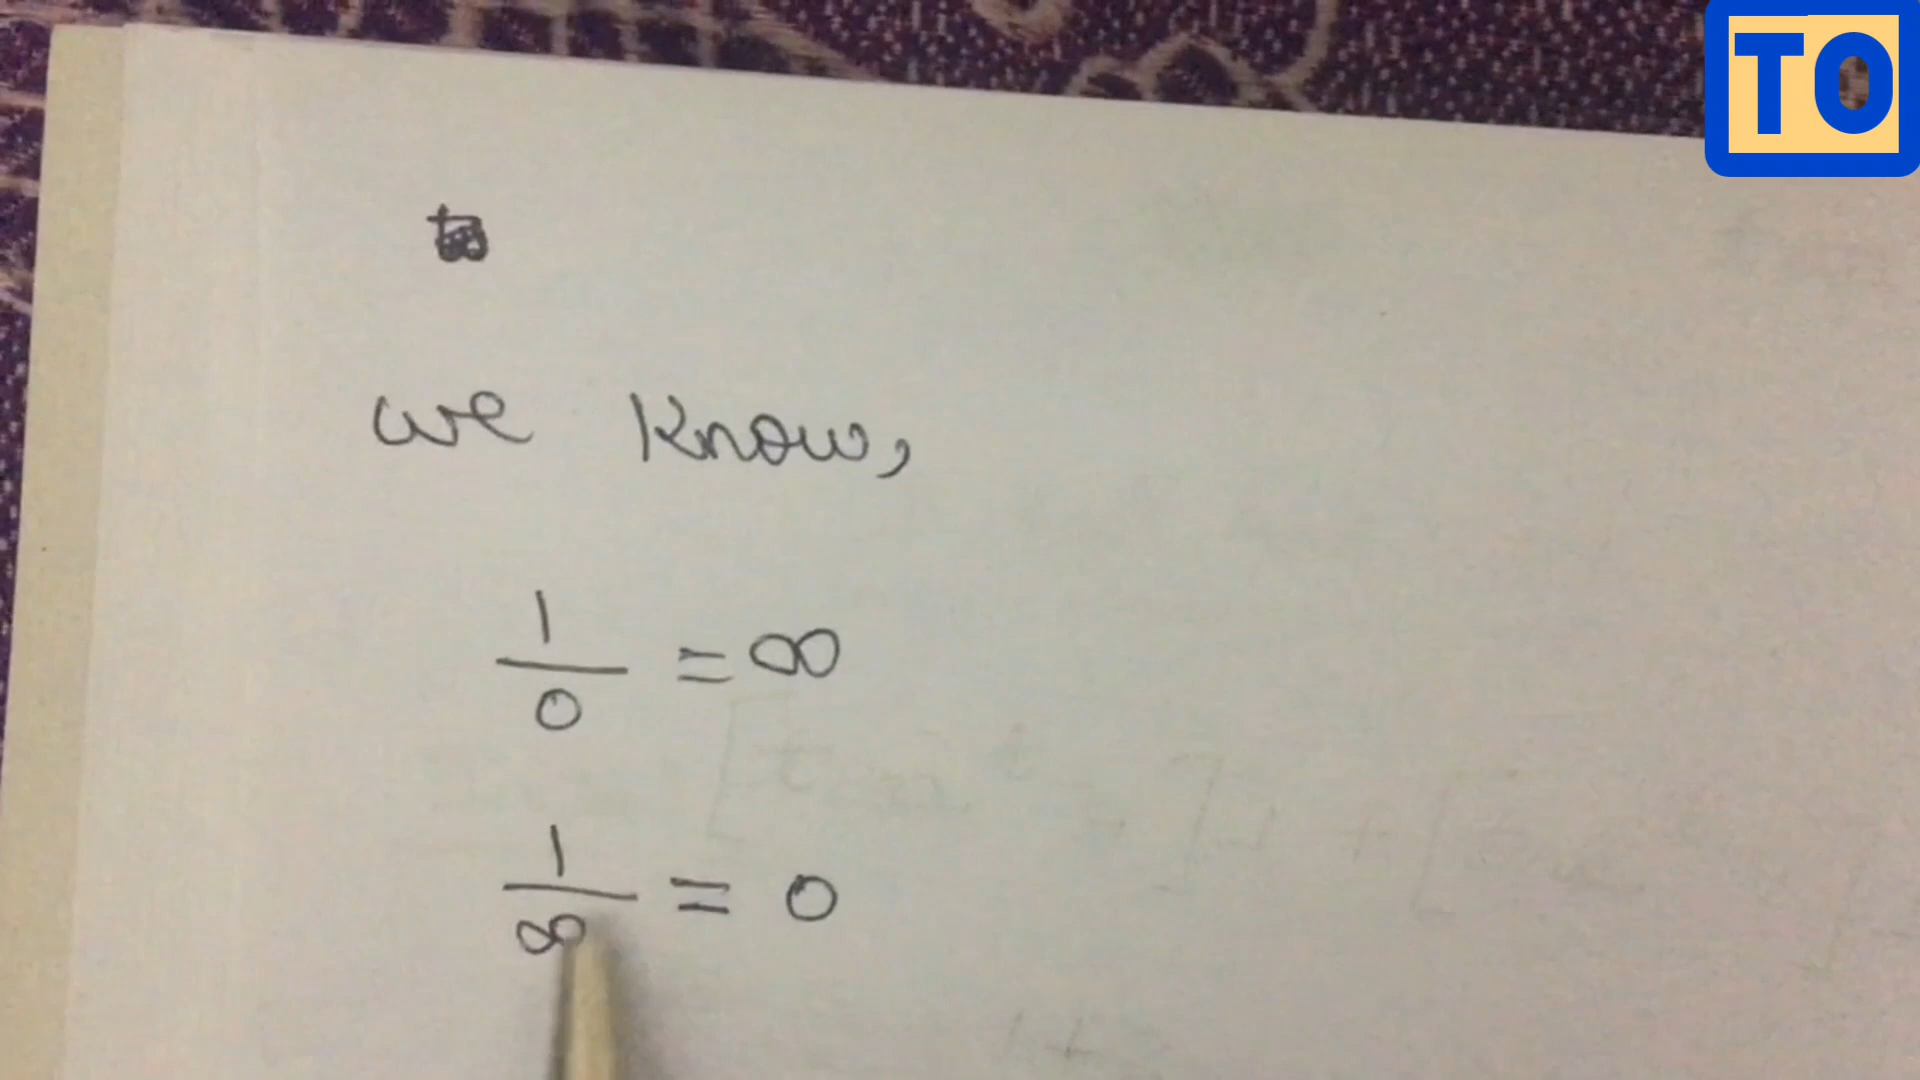 TO
we know,
1/0 = ∞
1/∞ = 0